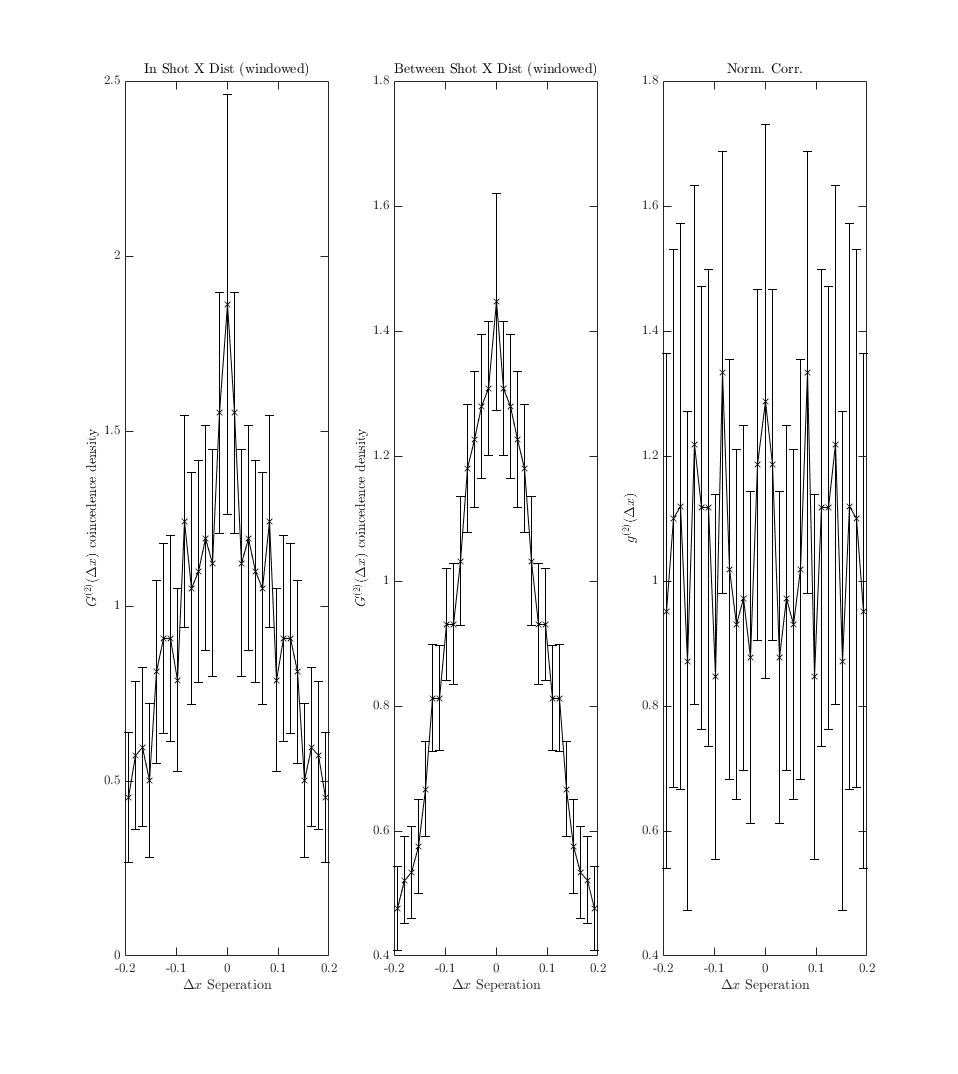 In Shot X Dist (windowed)
2.5
2
1.5
1
0.5
0
-0.2 -0.1 0 0.1 0.2
Δx Seperation
G⁽²⁾(Δx) coincedence density
Between Shot X Dist (windowed)
1.8
1.6
1.4
1.2
1
0.8
0.6
0.4
-0.2 -0.1 0 0.1 0.2
Δx Seperation
G⁽²⁾(Δx) coincedence density
Norm. Corr.
1.8
1.6
1.4
1.2
1
0.8
0.6
0.4
-0.2 -0.1 0 0.1 0.2
Δx Seperation
g⁽²⁾(Δx)